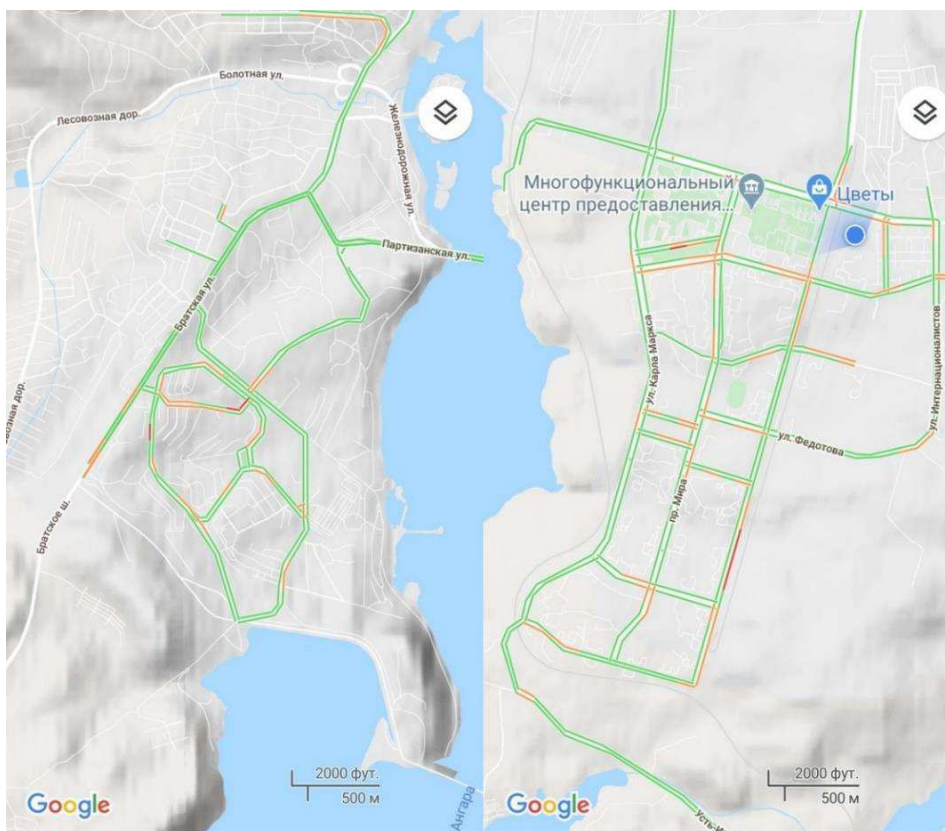 Болотная ул.
Лесовозная дор.
Железнодорожная ул.
Партизанская ул.
Братская ул.
Братское ш.
2000 фут.
500 м
Google
Ангара
Многофункциональный
центр предоставления...
Цветы
ул. Карла Маркса
ул. Интернационалистов
ул. Федотова
пр. Мира
2000 фут.
500 м
Google